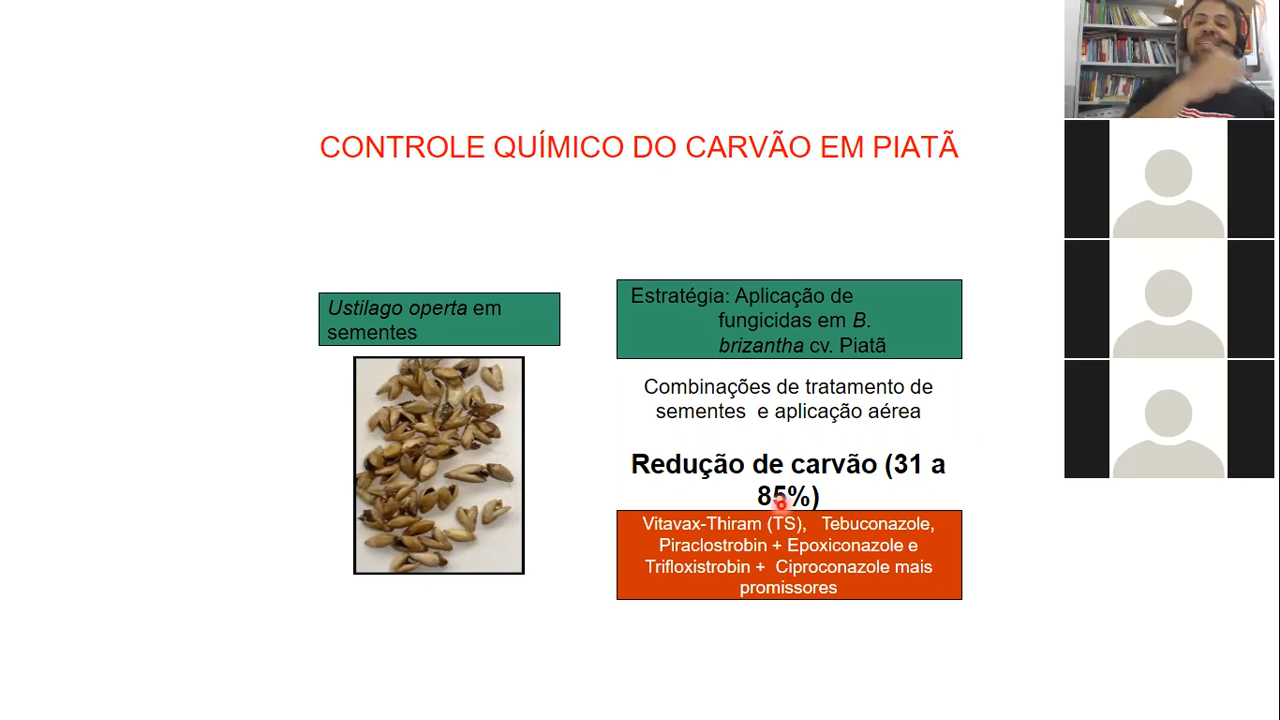 CONTROLE QUÍMICO DO CARVÃO EM PIATÃ
Ustilago operta em
sementes
Estratégia: Aplicação de
fungicidas em B.
brizantha cv. Piatã
Combinações de tratamento de
sementes e aplicação aérea
Redução de carvão (31 a
85%)
Vitavax-Thiram (TS), Tebuconazole,
Piraclostrobin + Epoxiconazole e
Trifloxistrobin + Ciproconazole mais
promissores